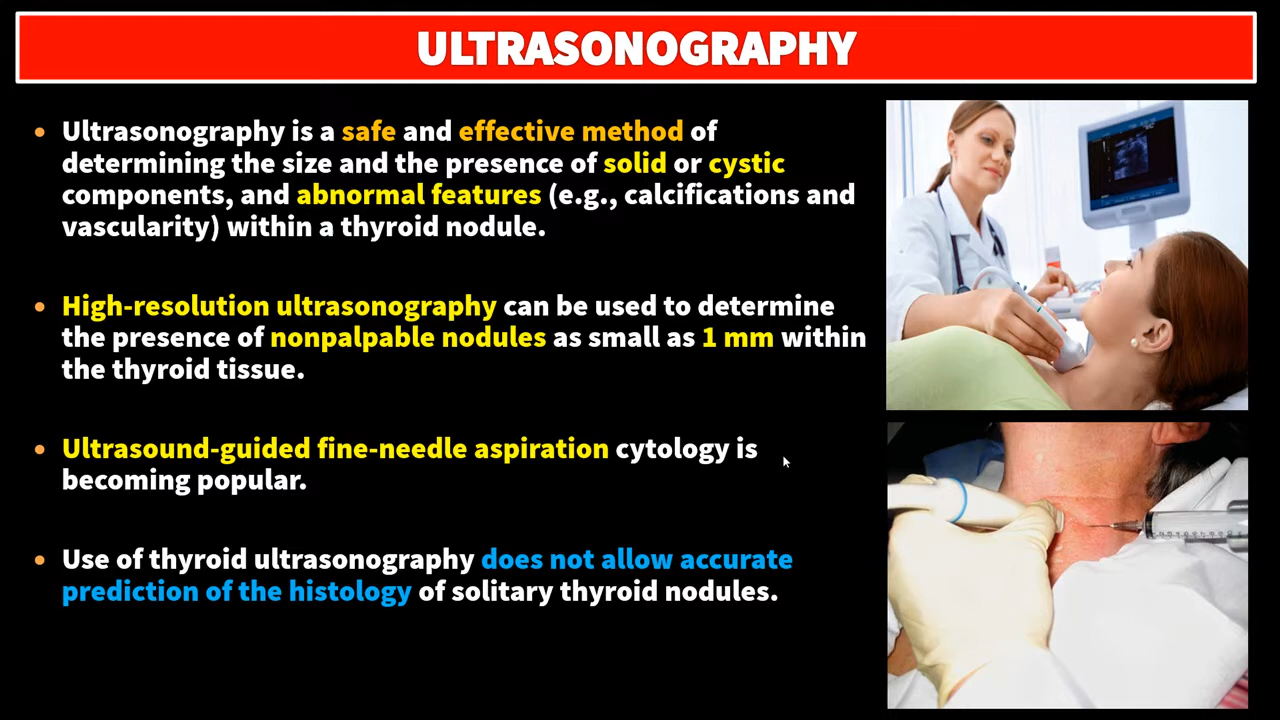 ULTRASONOGRAPHY
• Ultrasonography is a safe and effective method of
determining the size and the presence of solid or cystic
components, and abnormal features (e.g., calcifications and
vascularity) within a thyroid nodule.
• High-resolution ultrasonography can be used to determine
the presence of nonpalpable nodules as small as 1 mm within
the thyroid tissue.
• Ultrasound-guided fine-needle aspiration cytology is
becoming popular.
• Use of thyroid ultrasonography does not allow accurate
prediction of the histology of solitary thyroid nodules.